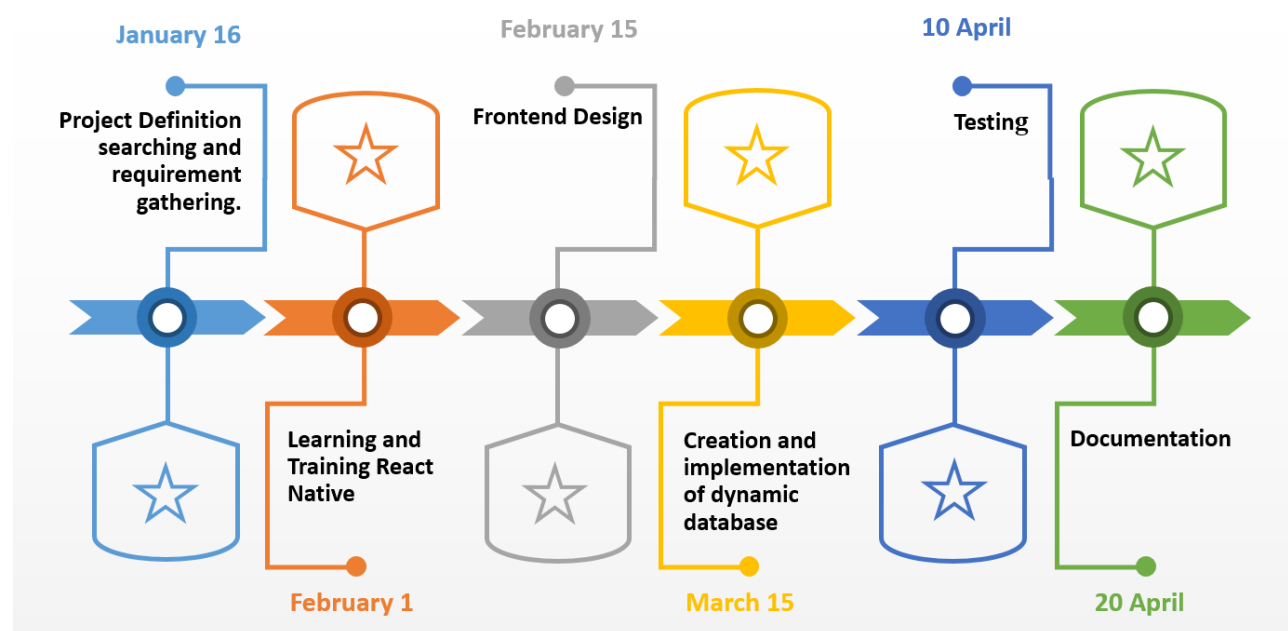 January 16
Project Definition
searching and
requirement
gathering.
Learning and
Training React
Native
February 1
February 15
Frontend Design
Creation and
implementation
of dynamic
database
March 15
10 April
Testing
Documentation
20 April